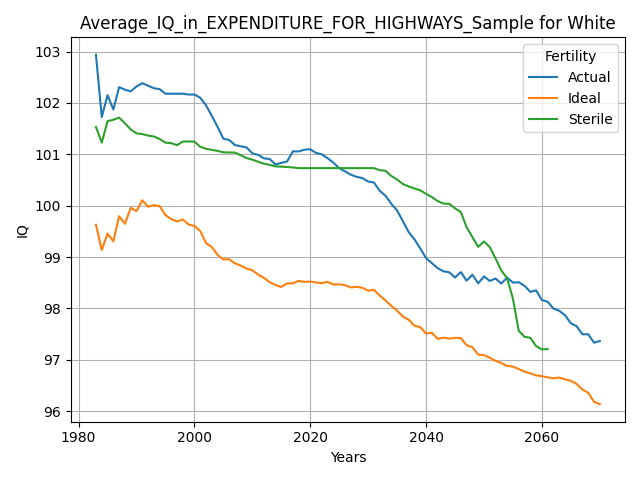 Average_IQ_in_EXPENDITURE_FOR_HIGHWAYS_Sample for White
Fertility
Actual
Ideal
Sterile
103
102
101
100
99
98
97
96
IQ
1980
2000
2020
2040
2060
Years